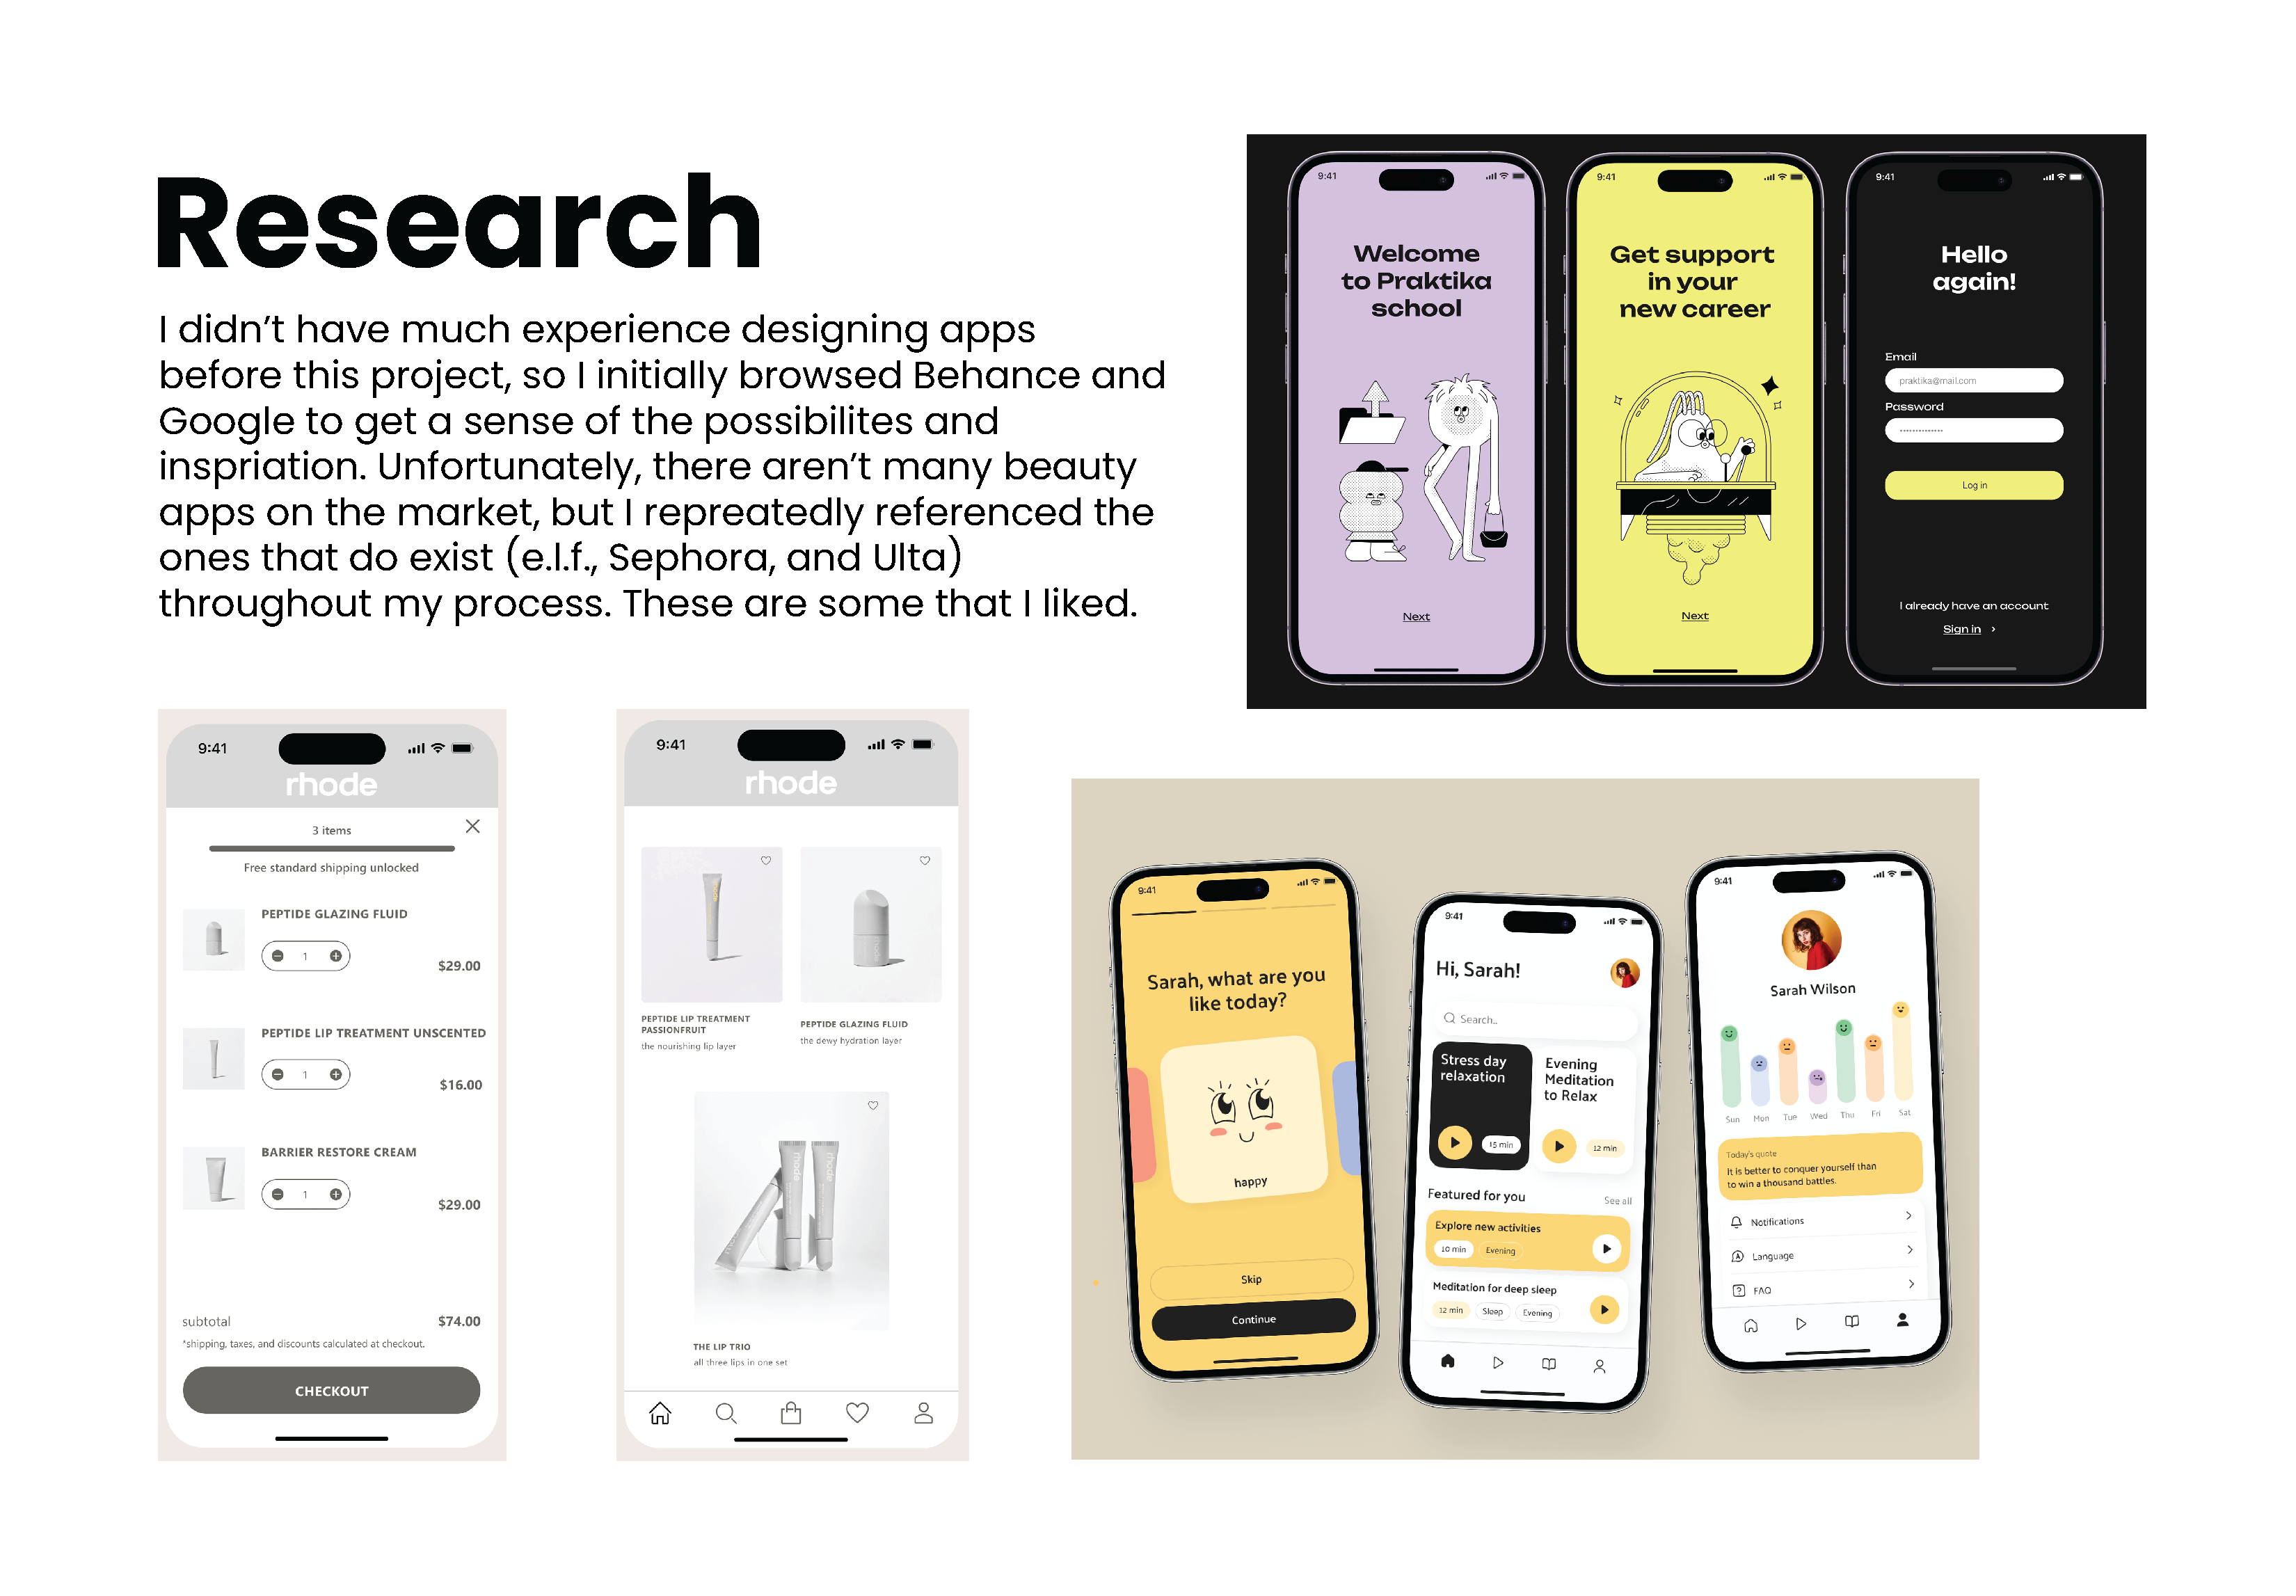 Research
I didn’t have much experience designing apps
before this project, so I initially browsed Behance and
Google to get a sense of the possibilites and
inspriation. Unfortunately, there aren’t many beauty
apps on the market, but I repreatedly referenced the
ones that do exist (e.l.f., Sephora, and Ulta)
throughout my process. These are some that I liked.
9:41
Welcome
to Praktika
school
Next
9:41
Get support
in your
new career
Next
9:41
Hello
again!
Email
praktika@mail.com
Password
Log in
I already have an account
Sign in
9:41
rhode
3 items
Free standard shipping unlocked
PEPTIDE GLAZING FLUID
1
$29.00
PEPTIDE LIP TREATMENT UNSCENTED
1
$16.00
BARRIER RESTORE CREAM
1
$29.00
subtotal
$74.00
*shipping, taxes, and discounts calculated at checkout.
CHECKOUT
9:41
rhode
PEPTIDE LIP TREATMENT
PASSIONFRUIT
the nourishing lip layer
PEPTIDE GLAZING FLUID
the dewy hydration layer
rhode
rhode
THE LIP TRIO
all three lips in one set
9:41
Sarah, what are you
like today?
happy
Skip
Continue
9:41
Hi, Sarah!
Search..
Stress day
relaxation
15 min
Evening
Meditation
to Relax
12 min
Featured for you
See all
Explore new activities
10 min
Evening
Meditation for deep sleep
12 min
Sleep
Evening
9:41
Sarah Wilson
Sun Mon Tue Wed Thu Fri Sat
Today's quote
It is better to conquer yourself than
to win a thousand battles.
Notifications
Language
FAQ